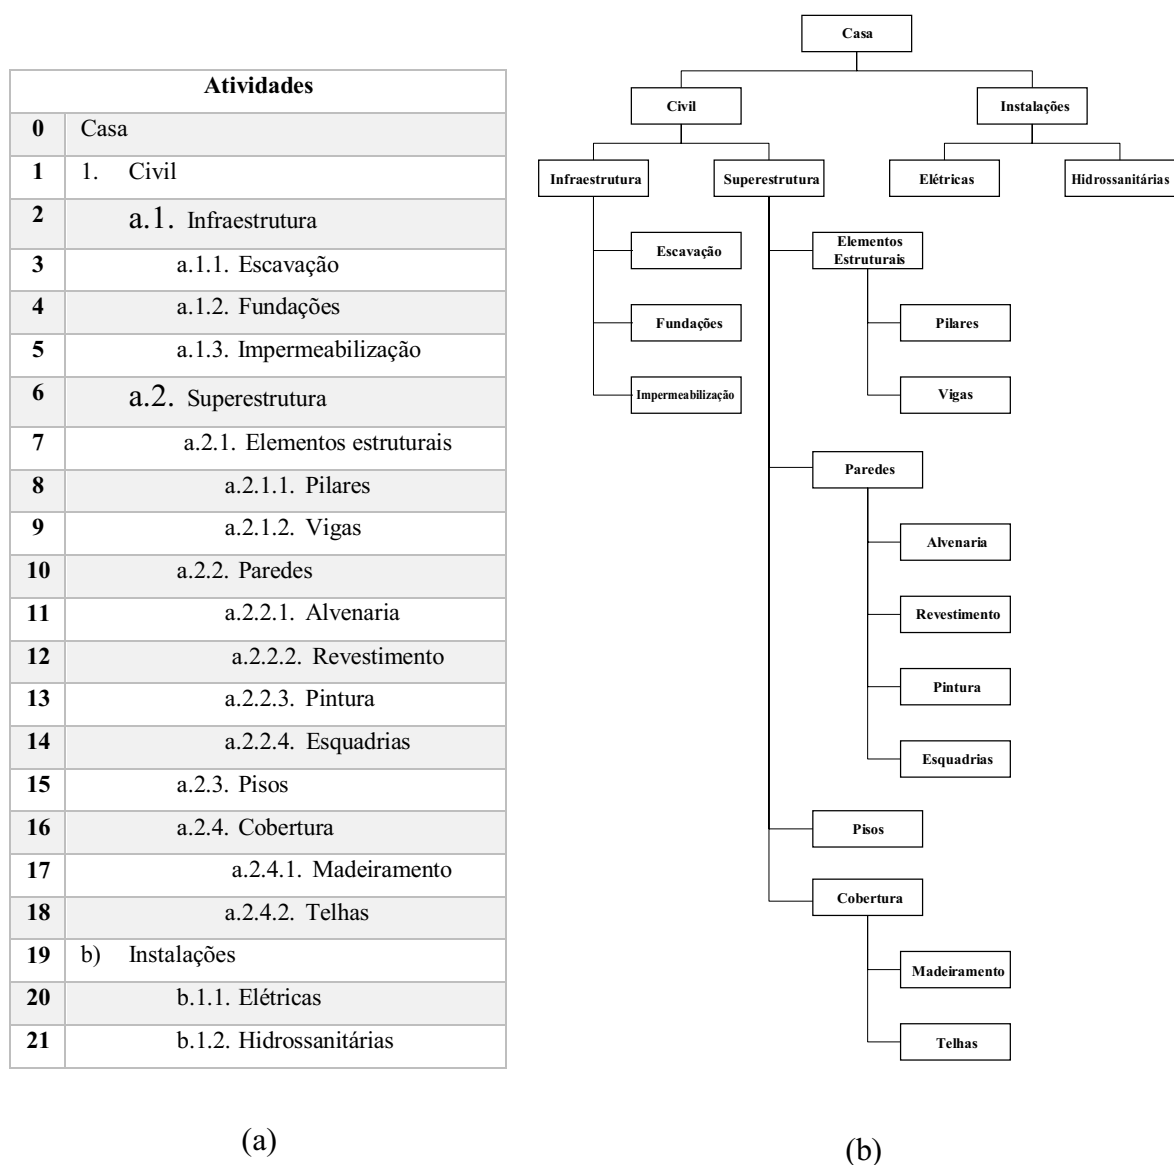 Atividades
0 Casa
1 1. Civil
2 a.1. Infraestrutura
3 a.1.1. Escavação
4 a.1.2. Fundações
5 a.1.3. Impermeabilização
6 a.2. Superestrutura
7 a.2.1. Elementos estruturais
8 a.2.1.1. Pilares
9 a.2.1.2. Vigas
10 a.2.2. Paredes
11 a.2.2.1. Alvenaria
12 a.2.2.2. Revestimento
13 a.2.2.3. Pintura
14 a.2.2.4. Esquadrias
15 a.2.3. Pisos
16 a.2.4. Cobertura
17 a.2.4.1. Madeiramento
18 a.2.4.2. Telhas
19 b) Instalações
20 b.1.1. Elétricas
21 b.1.2. Hidrossanitárias
(a)
Casa
Civil
Instalações
Infraestrutura
Superestrutura
Elétricas
Hidrossanitárias
Escavação
Fundações
Impermeabilização
Elementos
Estruturais
Pilares
Vigas
Paredes
Alvenaria
Revestimento
Pintura
Esquadrias
Pisos
Cobertura
Madeiramento
Telhas
(b)